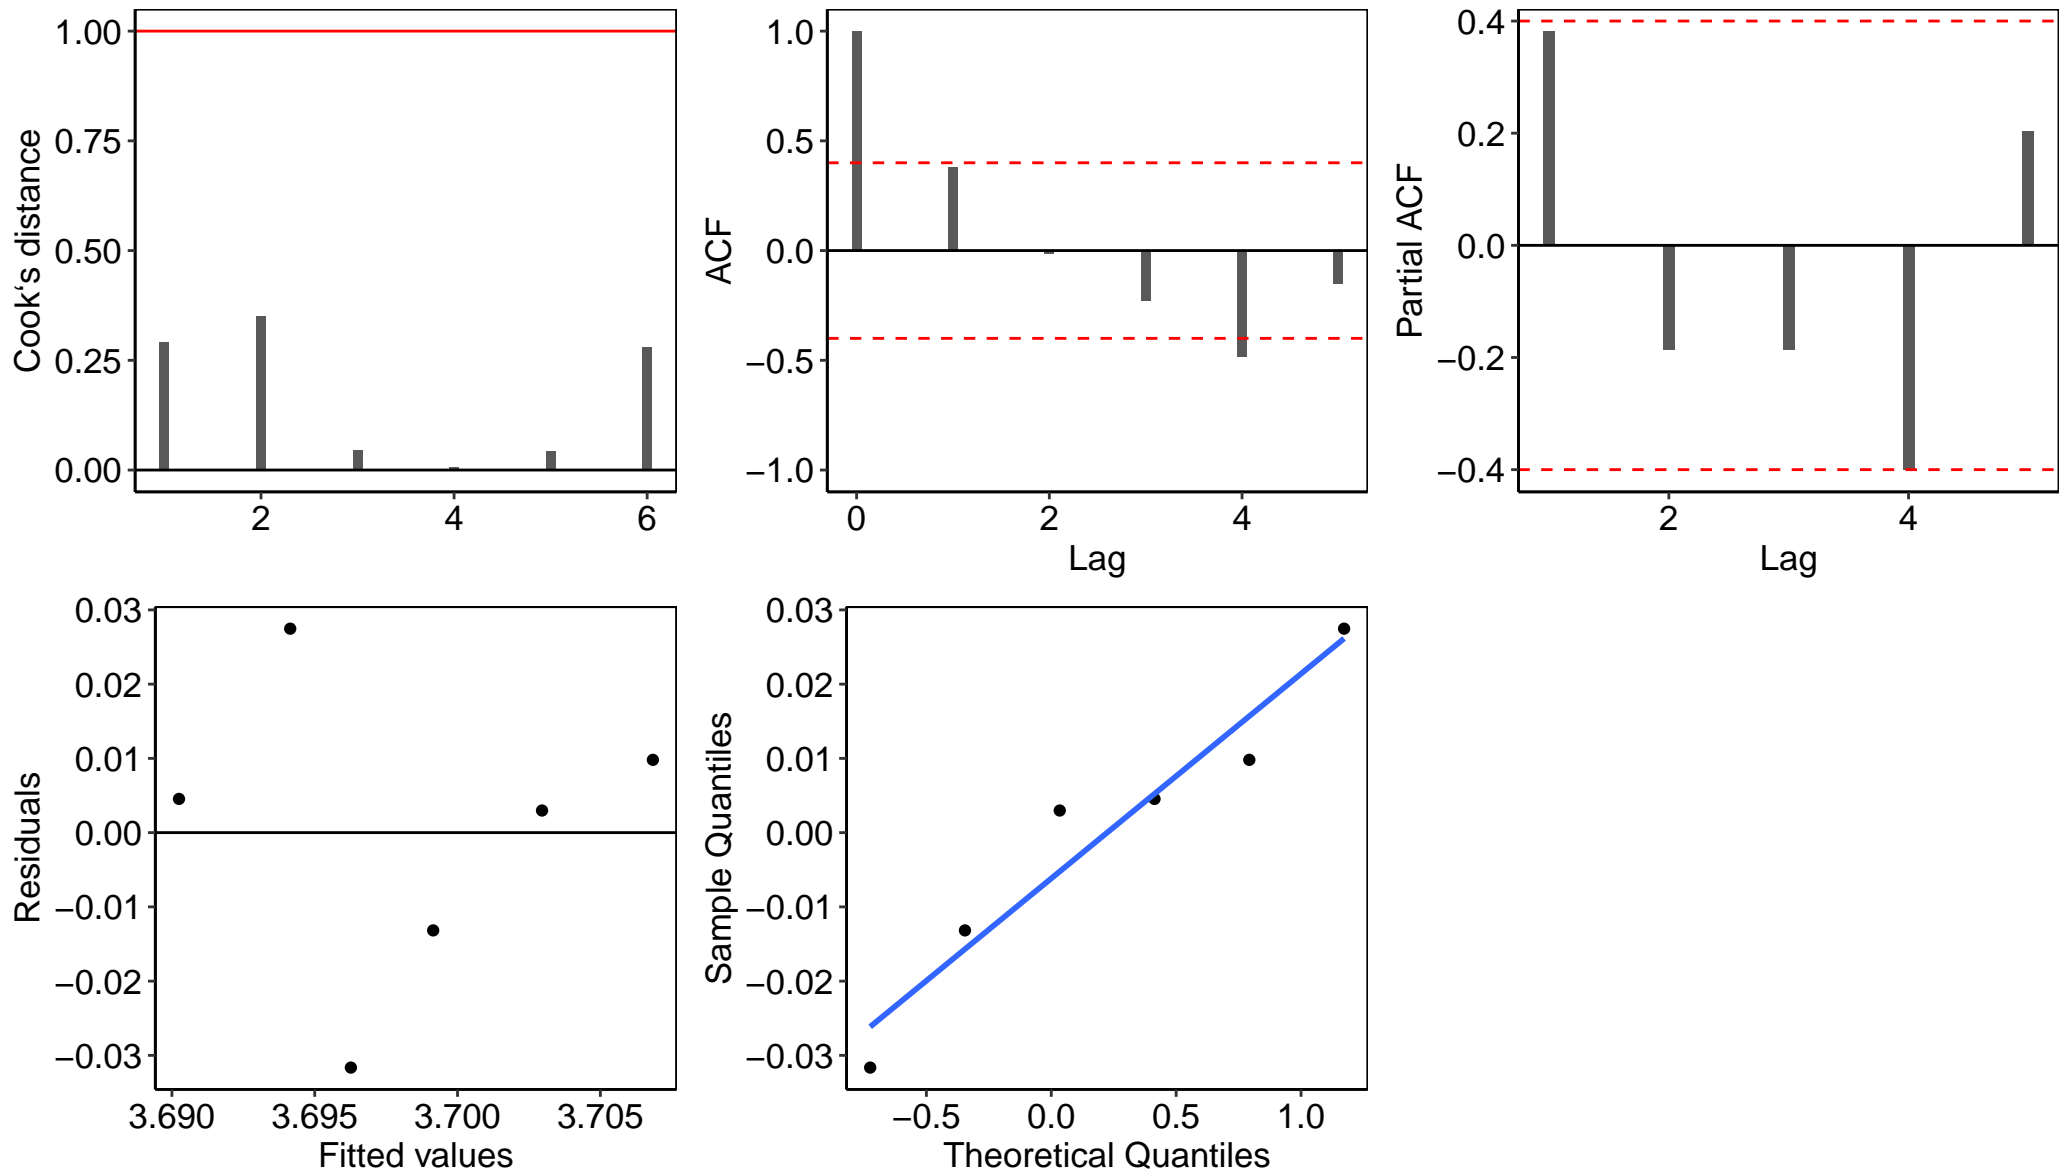 Cook‘s distance
1.00
0.75
0.50
0.25
0.00
2 4 6
ACF
1.0
0.5
0.0
−0.5
−1.0
0 2 4
Lag
Partial ACF
0.4
0.2
0.0
−0.2
−0.4
2 4
Lag
Residuals
0.03
0.02
0.01
0.00
−0.01
−0.02
−0.03
3.690 3.695 3.700 3.705
Fitted values
Sample Quantiles
0.03
0.02
0.01
0.00
−0.01
−0.02
−0.03
−0.5 0.0 0.5 1.0
Theoretical Quantiles